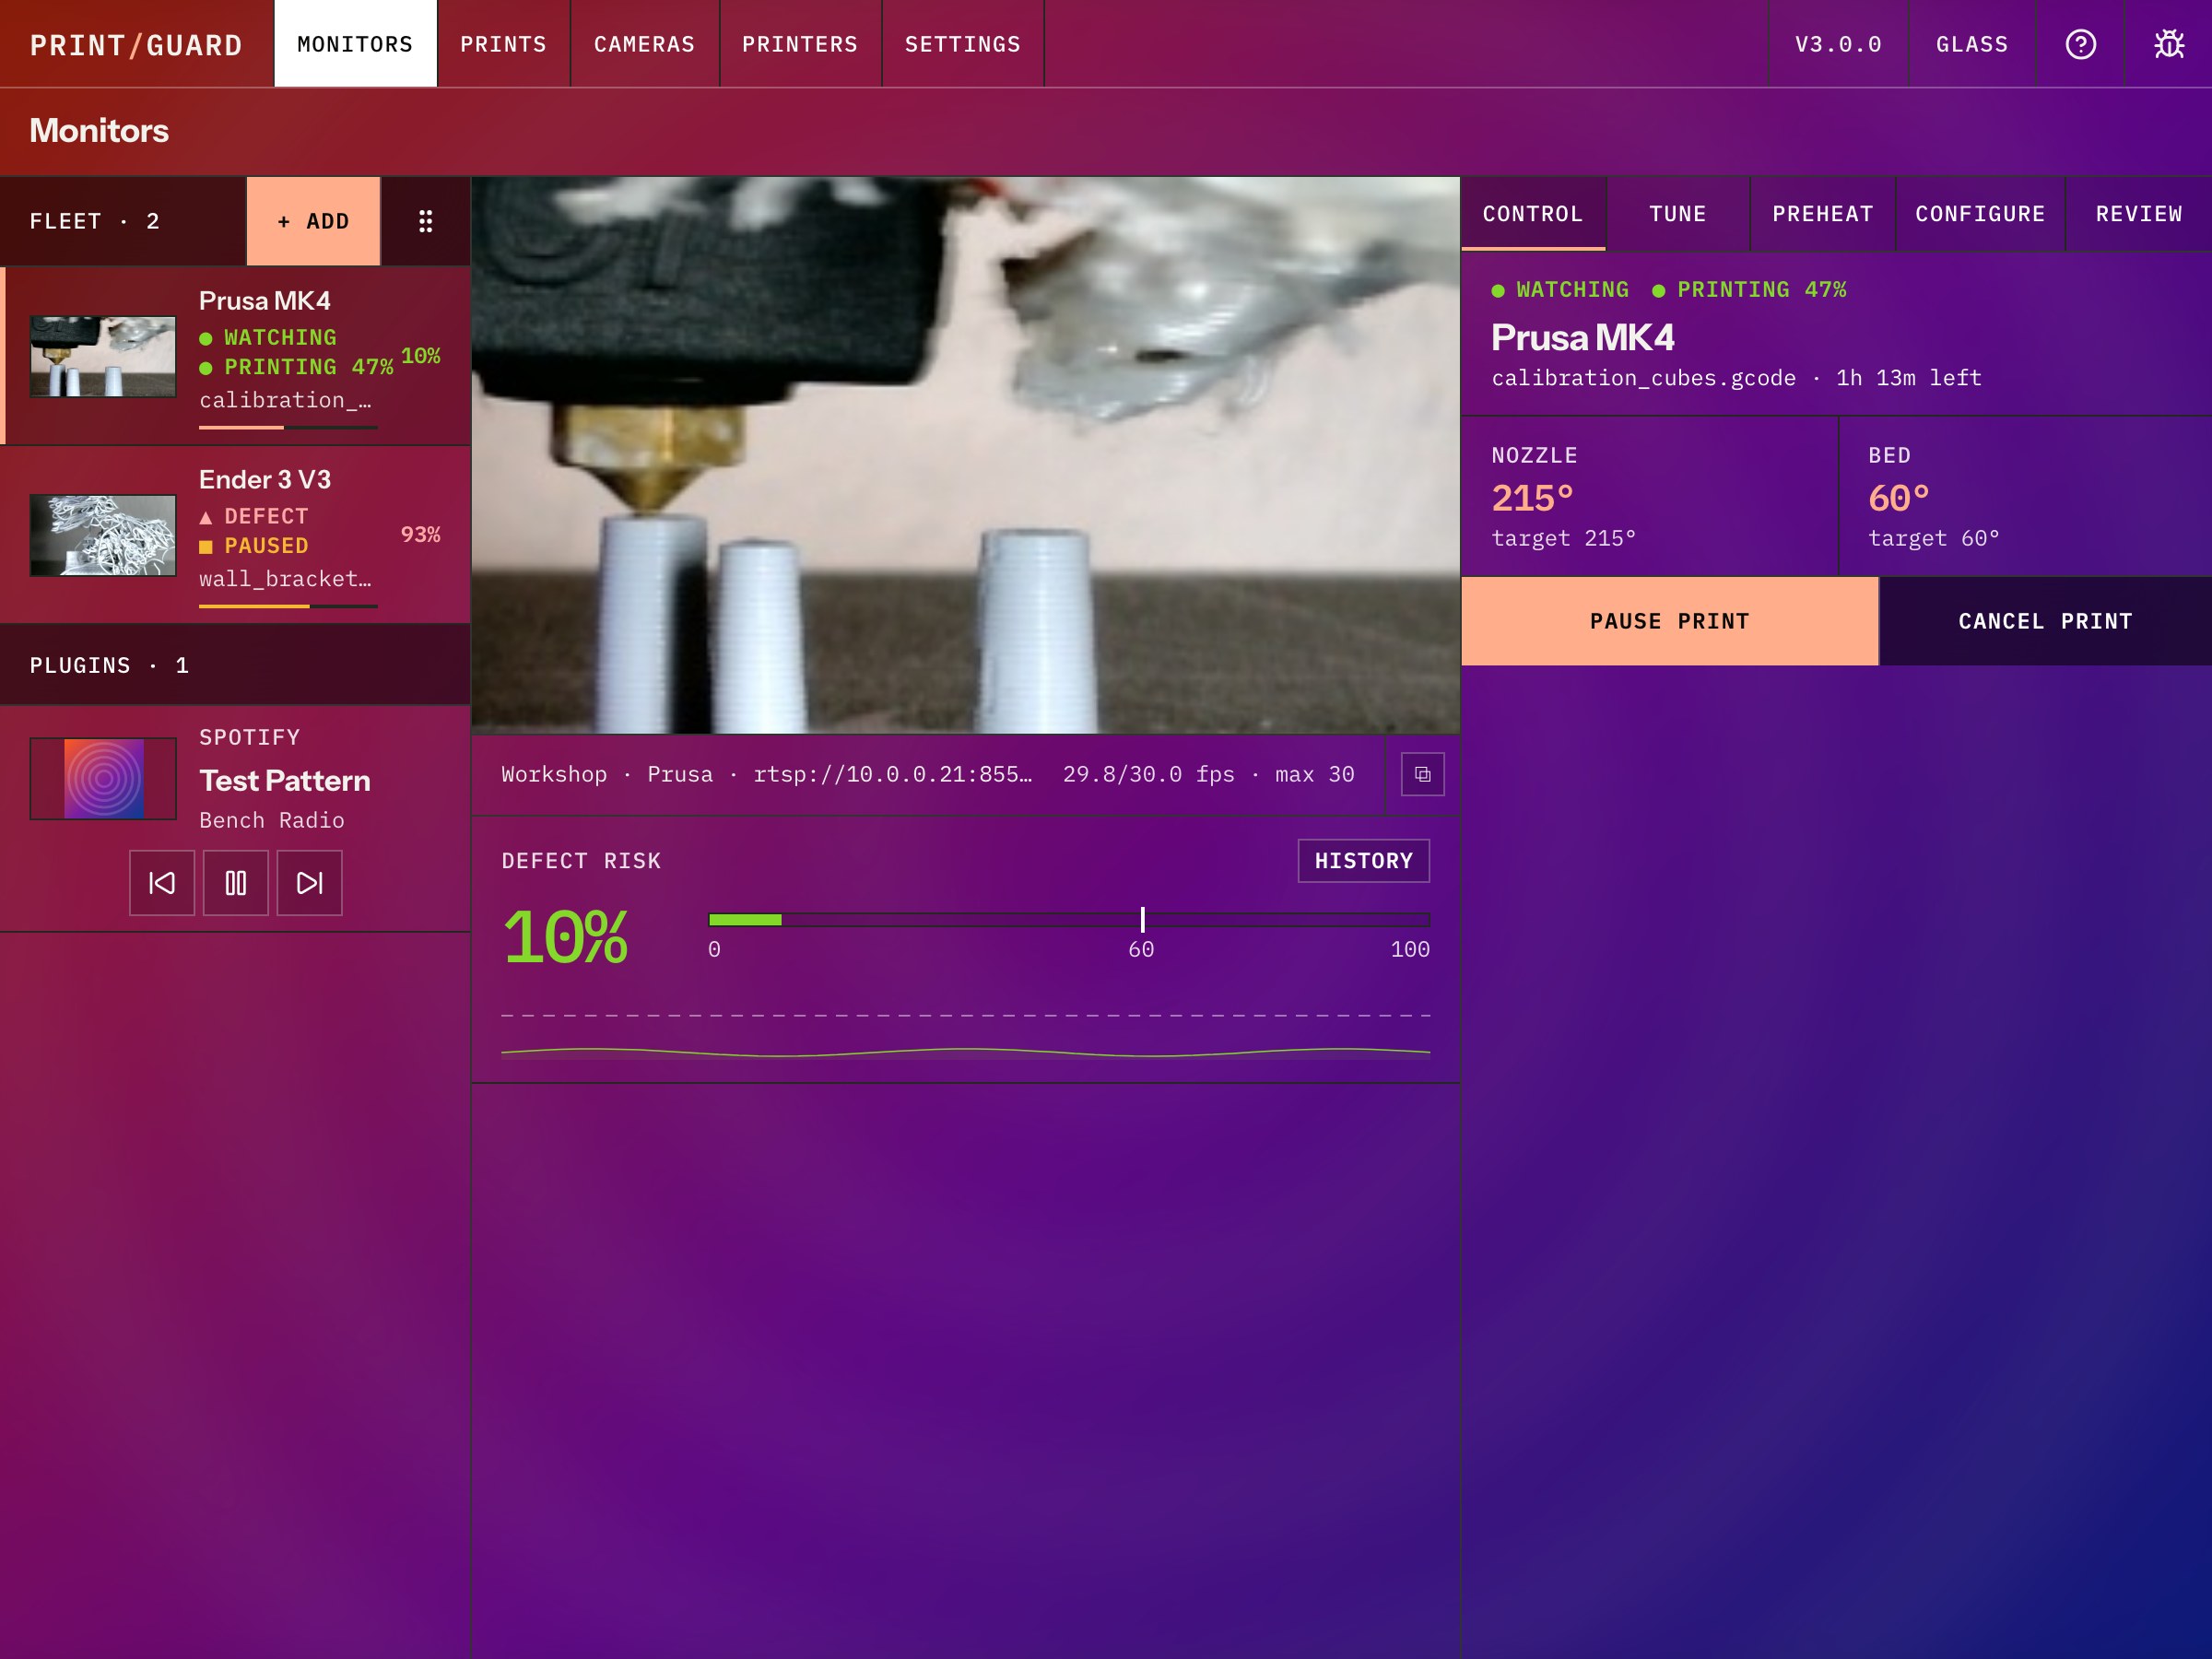 PRINT/GUARD
MONITORS
PRINTS
CAMERAS
PRINTERS
SETTINGS
V3.0.0
GLASS
Monitors
FLEET · 2
+ ADD
Prusa MK4
WATCHING
PRINTING 47%
10%
calibration_…
Ender 3 V3
DEFECT
PAUSED
93%
wall_bracket…
PLUGINS · 1
SPOTIFY
Test Pattern
Bench Radio
Workshop · Prusa · rtsp://10.0.0.21:855… 29.8/30.0 fps · max 30
DEFECT RISK
HISTORY
10%
0 60 100
CONTROL
TUNE
PREHEAT
CONFIGURE
REVIEW
WATCHING PRINTING 47%
Prusa MK4
calibration_cubes.gcode · 1h 13m left
NOZZLE
215°
target 215°
BED
60°
target 60°
PAUSE PRINT
CANCEL PRINT